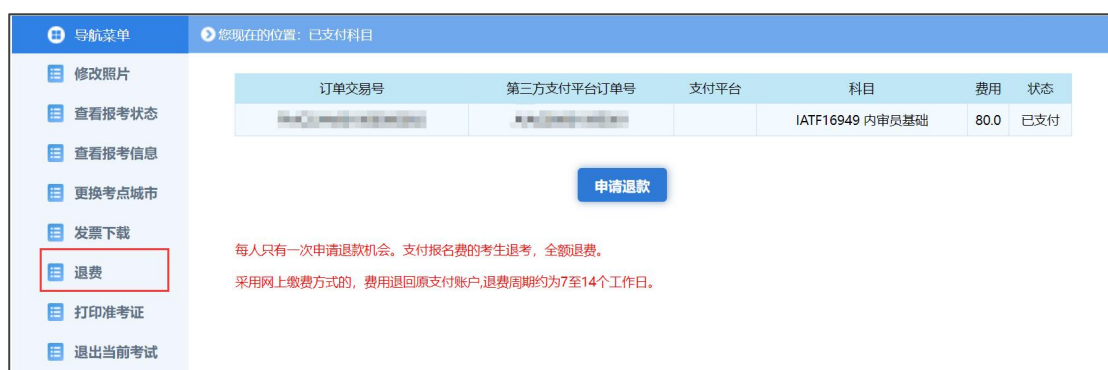 导航菜单
您现在的位置：已支付科目
修改照片
查看报考状态
查看报考信息
更换考点城市
发票下载
退费
打印准考证
退出当前考试
订单交易号 第三方支付平台订单号 支付平台 科目 费用 状态
IATF16949 内审员基础 80.0 已支付
申请退款
每人只有一次申请退款机会。支付报名费的考生退考，全额退费。
采用网上缴费方式的，费用退回原支付账户,退费周期约为7至14个工作日。